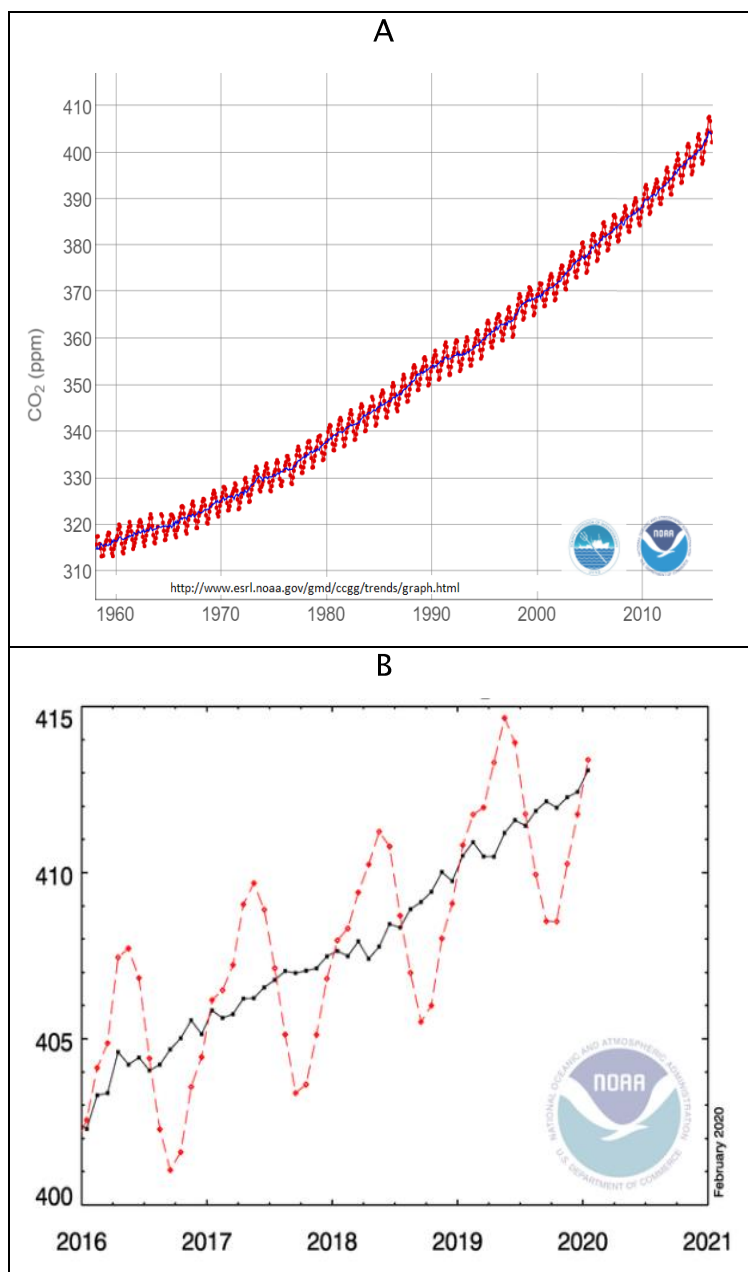 A
410
400
390
380
370
360
350
340
330
320
310
CO₂ (ppm)
NOAA
http://www.esrl.noaa.gov/gmd/ccgg/trends/graph.html
1960 1970 1980 1990 2000 2010
B
415
410
405
400
NATIONAL OCEANIC AND ATMOSPHERIC ADMINISTRATION
NOAA
U.S. DEPARTMENT OF COMMERCE
February 2020
2016 2017 2018 2019 2020 2021